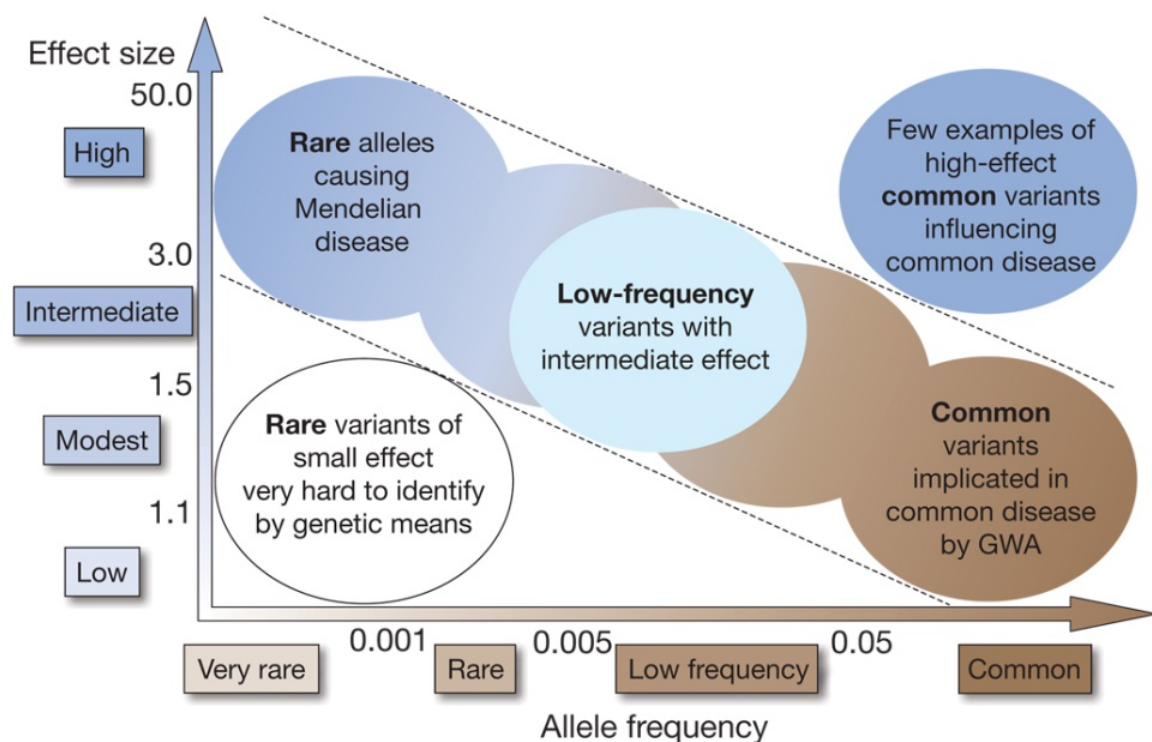 Effect size
50.0
High
3.0
Intermediate
1.5
Modest
1.1
Low
Rare alleles
causing
Mendelian
disease
Few examples of
high-effect
common variants
influencing
common disease
Low-frequency
variants with
intermediate effect
Rare variants of
small effect
very hard to identify
by genetic means
Common
variants
implicated in
common disease
by GWA
0.001
0.005
0.05
Very rare
Rare
Low frequency
Common
Allele frequency